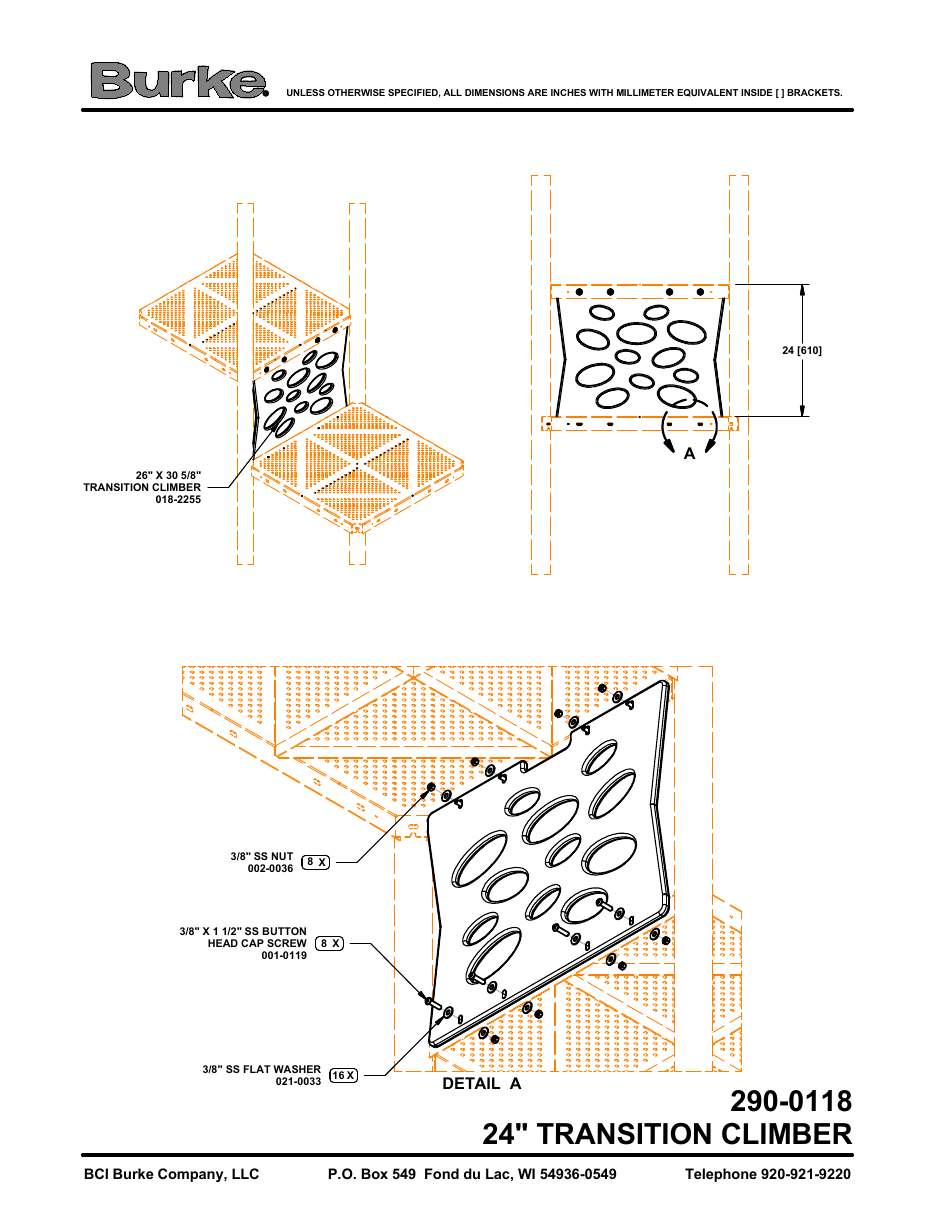 Burke
UNLESS OTHERWISE SPECIFIED, ALL DIMENSIONS ARE INCHES WITH MILLIMETER EQUIVALENT INSIDE [ ] BRACKETS.
24 [610]
A
26" X 30 5/8"
TRANSITION CLIMBER
018-2255
3/8" SS NUT
002-0036
8 X
3/8" X 1 1/2" SS BUTTON
HEAD CAP SCREW
001-0119
8 X
3/8" SS FLAT WASHER
021-0033
16 X
DETAIL A
290-0118
24" TRANSITION CLIMBER
BCI Burke Company, LLC
P.O. Box 549 Fond du Lac, WI 54936-0549
Telephone 920-921-9220